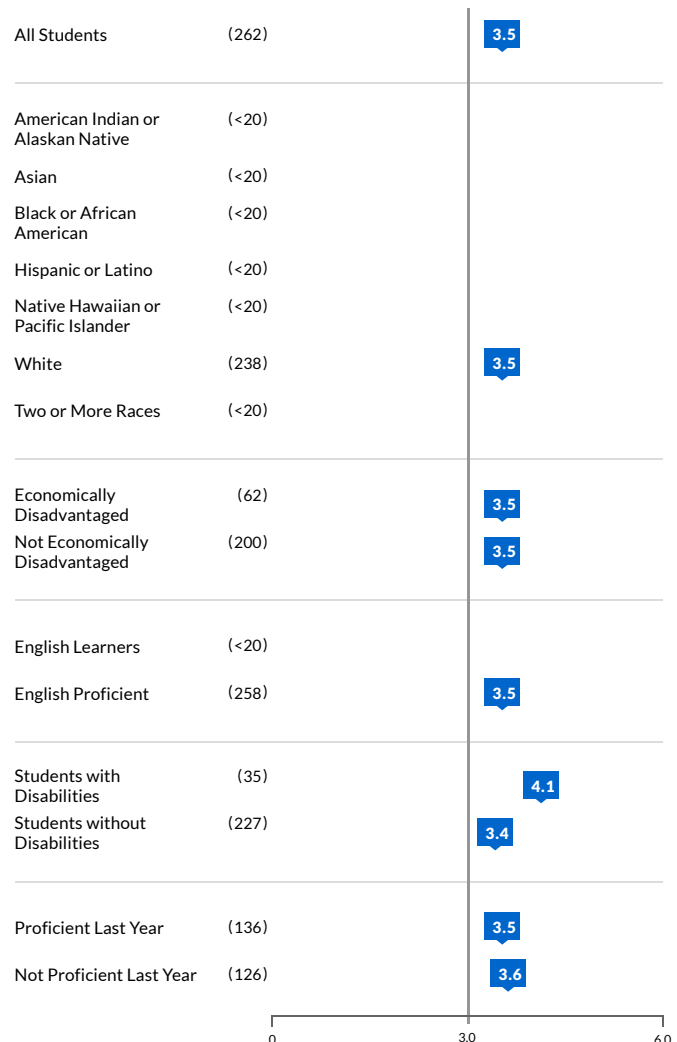 All Students (262) 3.5
American Indian or (<20)
Alaskan Native
Asian (<20)
Black or African (<20)
American
Hispanic or Latino (<20)
Native Hawaiian or (<20)
Pacific Islander
White (238) 3.5
Two or More Races (<20)
Economically (62) 3.5
Disadvantaged
Not Economically (200) 3.5
Disadvantaged
English Learners (<20)
English Proficient (258) 3.5
Students with (35) 4.1
Disabilities
Students without (227) 3.4
Disabilities
Proficient Last Year (136) 3.5
Not Proficient Last Year (126) 3.6
0 3.0 6.0